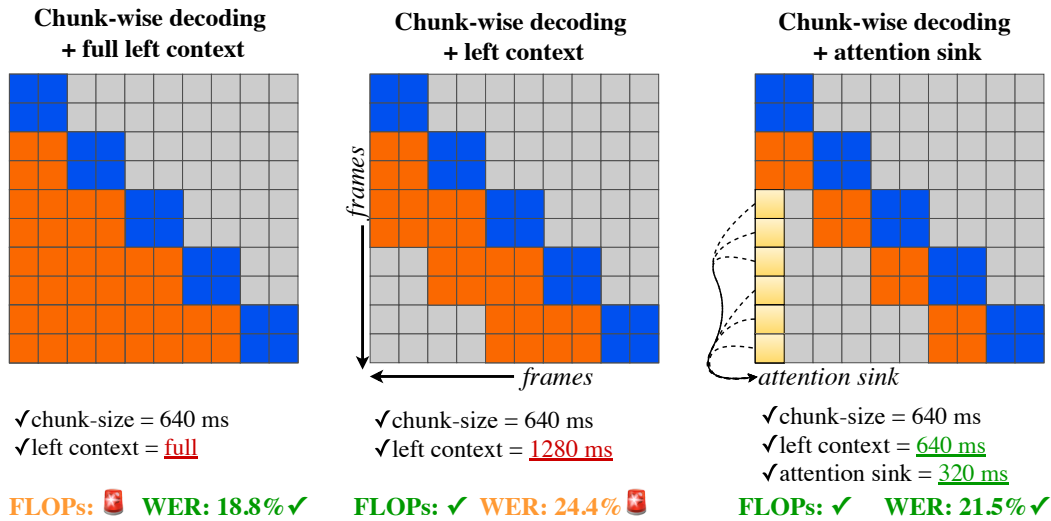 Chunk-wise decoding
+ full left context
✓chunk-size = 640 ms
✓left context = full
FLOPs: 🚨 WER: 18.8%✓
Chunk-wise decoding
+ left context
frames
frames
✓chunk-size = 640 ms
✓left context = 1280 ms
FLOPs: ✓ WER: 24.4%🚨
Chunk-wise decoding
+ attention sink
attention sink
✓chunk-size = 640 ms
✓left context = 640 ms
✓attention sink = 320 ms
FLOPs: ✓ WER: 21.5%✓